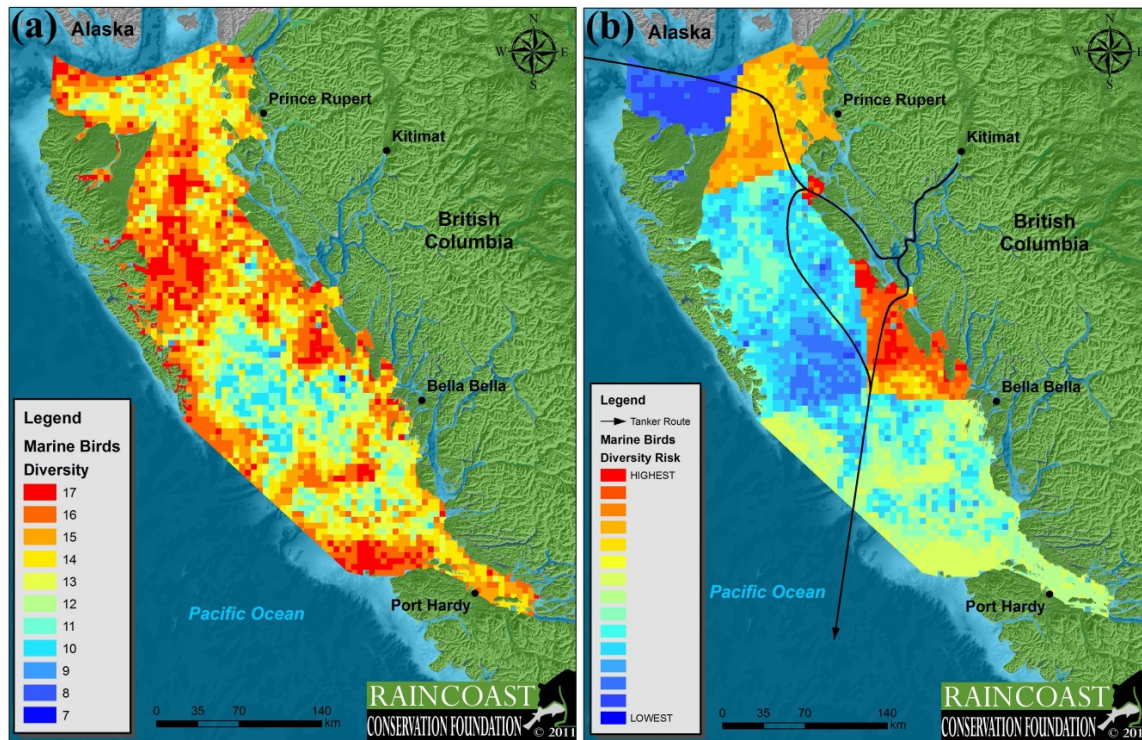 (a)
Alaska
N
W E
S
Prince Rupert
Kitimat
British
Columbia
Bella Bella
Port Hardy
Pacific Ocean
Legend
Marine Birds
Diversity
17
16
15
14
13
12
11
10
9
8
7
0 35 70 140
km
RAINCOAST
CONSERVATION FOUNDATION
© 2011
(b)
Alaska
N
W E
S
Prince Rupert
Kitimat
British
Columbia
Bella Bella
Port Hardy
Pacific Ocean
Legend
Tanker Route
Marine Birds
Diversity Risk
HIGHEST
LOWEST
0 35 70 140
km
RAINCOAST
CONSERVATION FOUNDATION